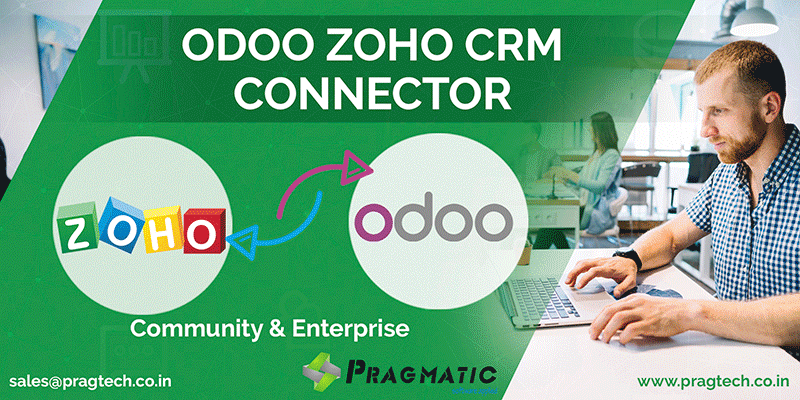 ODOO ZOHO CRM
CONNECTOR
ZOHO
odoo
Community & Enterprise
PRAGMATIC
sales@pragtech.co.in
www.pragtech.co.in